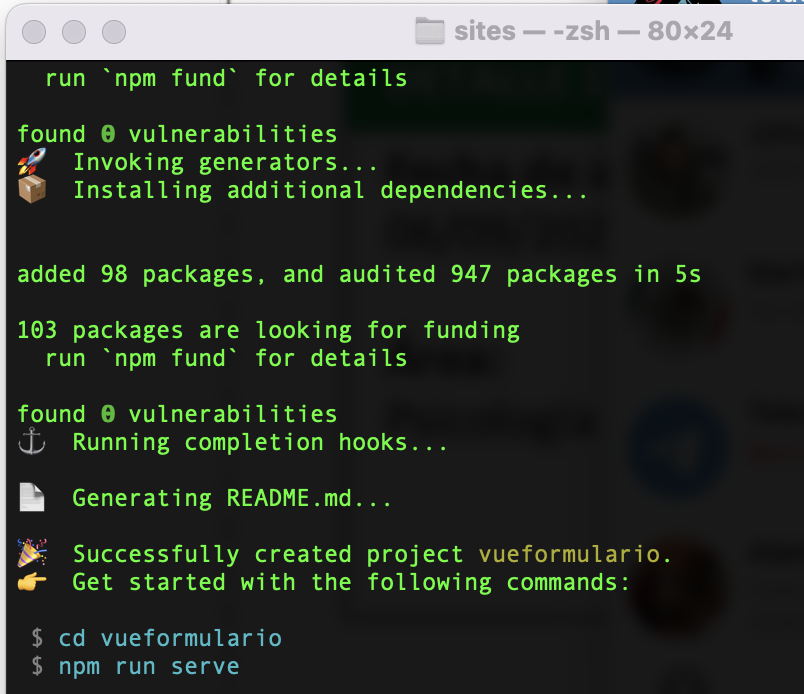 sites — -zsh — 80×24
run `npm fund` for details
found 0 vulnerabilities
🚀 Invoking generators...
📦 Installing additional dependencies...
added 98 packages, and audited 947 packages in 5s
103 packages are looking for funding
run `npm fund` for details
found 0 vulnerabilities
⚓ Running completion hooks...
📄 Generating README.md...
🎉 Successfully created project vueformulario.
👉 Get started with the following commands:
$ cd vueformulario
$ npm run serve